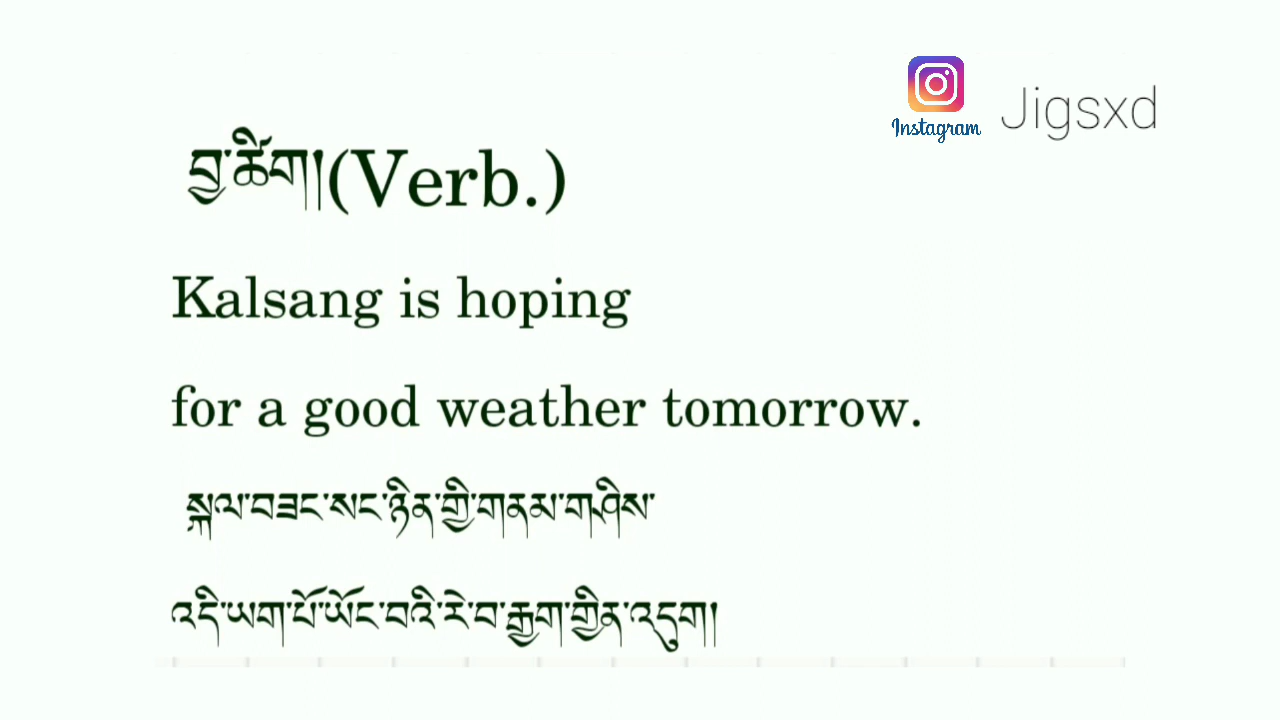 Instagram Jigsxd
བྱ་ཚིག།(Verb.)
Kalsang is hoping
for a good weather tomorrow.
སྐལ་བཟང་སང་ཉིན་གྱི་གནམ་གཤིས་
འདི་ཡག་པོ་ཡོང་བའི་རེ་བ་རྒྱག་གྱིན་འདུག།